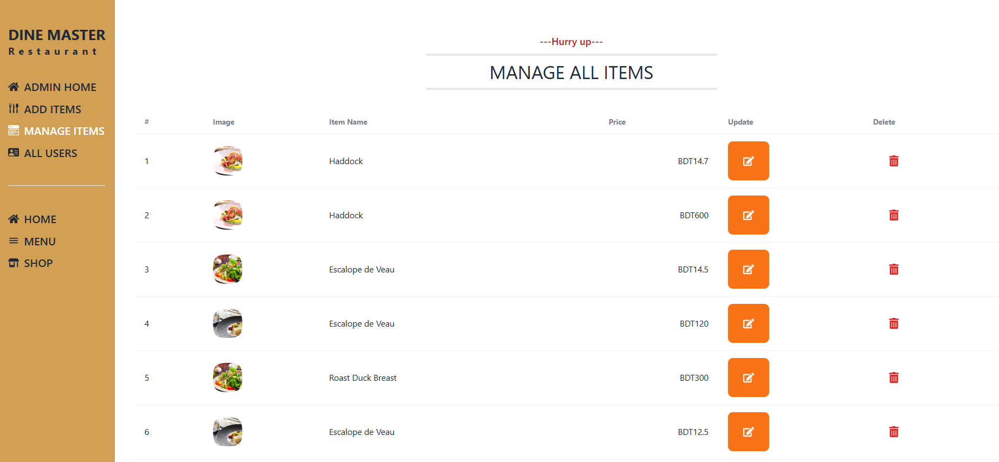 DINE MASTER
Restaurant
ADMIN HOME
ADD ITEMS
MANAGE ITEMS
ALL USERS
HOME
MENU
SHOP
---Hurry up---
MANAGE ALL ITEMS
# Image Item Name Price Update Delete
1 Haddock BDT14.7
2 Haddock BDT600
3 Escalope de Veau BDT14.5
4 Escalope de Veau BDT120
5 Roast Duck Breast BDT300
6 Escalope de Veau BDT12.5